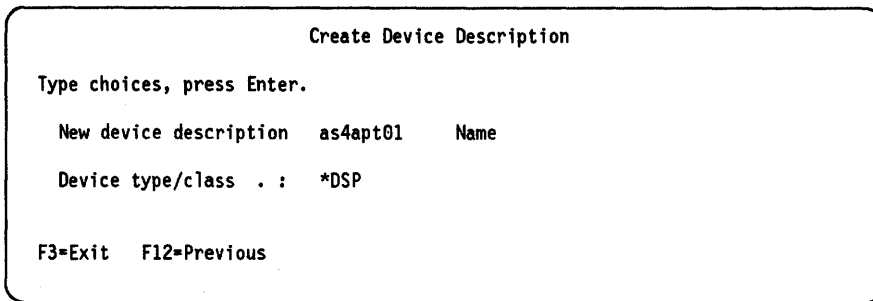 Create Device Description
Type choices, press Enter.
New device description as4apt01 Name
Device type/class . : *DSP
F3=Exit F12=Previous